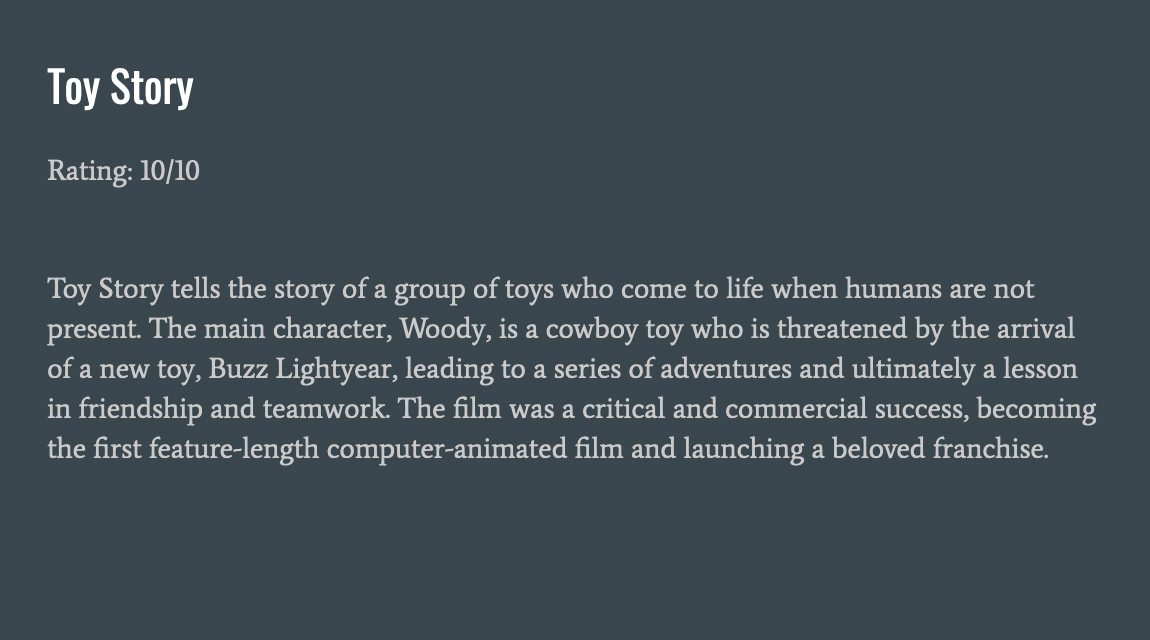 Toy Story
Rating: 10/10
Toy Story tells the story of a group of toys who come to life when humans are not
present. The main character, Woody, is a cowboy toy who is threatened by the arrival
of a new toy, Buzz Lightyear, leading to a series of adventures and ultimately a lesson
in friendship and teamwork. The film was a critical and commercial success, becoming
the first feature-length computer-animated film and launching a beloved franchise.